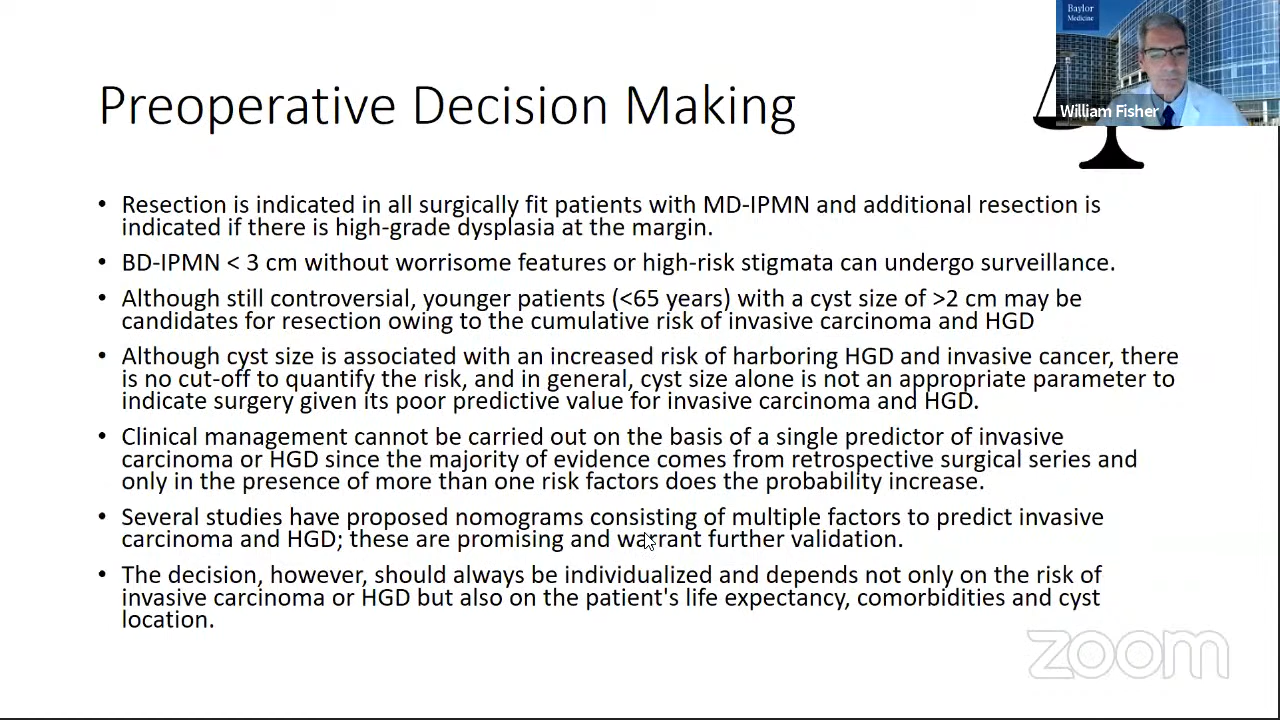 Baylor
Medicine
William Fisher
Preoperative Decision Making
• Resection is indicated in all surgically fit patients with MD-IPMN and additional resection is
indicated if there is high-grade dysplasia at the margin.
• BD-IPMN < 3 cm without worrisome features or high-risk stigmata can undergo surveillance.
• Although still controversial, younger patients (<65 years) with a cyst size of >2 cm may be
candidates for resection owing to the cumulative risk of invasive carcinoma and HGD
• Although cyst size is associated with an increased risk of harboring HGD and invasive cancer, there
is no cut-off to quantify the risk, and in general, cyst size alone is not an appropriate parameter to
indicate surgery given its poor predictive value for invasive carcinoma and HGD.
• Clinical management cannot be carried out on the basis of a single predictor of invasive
carcinoma or HGD since the majority of evidence comes from retrospective surgical series and
only in the presence of more than one risk factors does the probability increase.
• Several studies have proposed nomograms consisting of multiple factors to predict invasive
carcinoma and HGD; these are promising and warrant further validation.
• The decision, however, should always be individualized and depends not only on the risk of
invasive carcinoma or HGD but also on the patient's life expectancy, comorbidities and cyst
location.
zoom